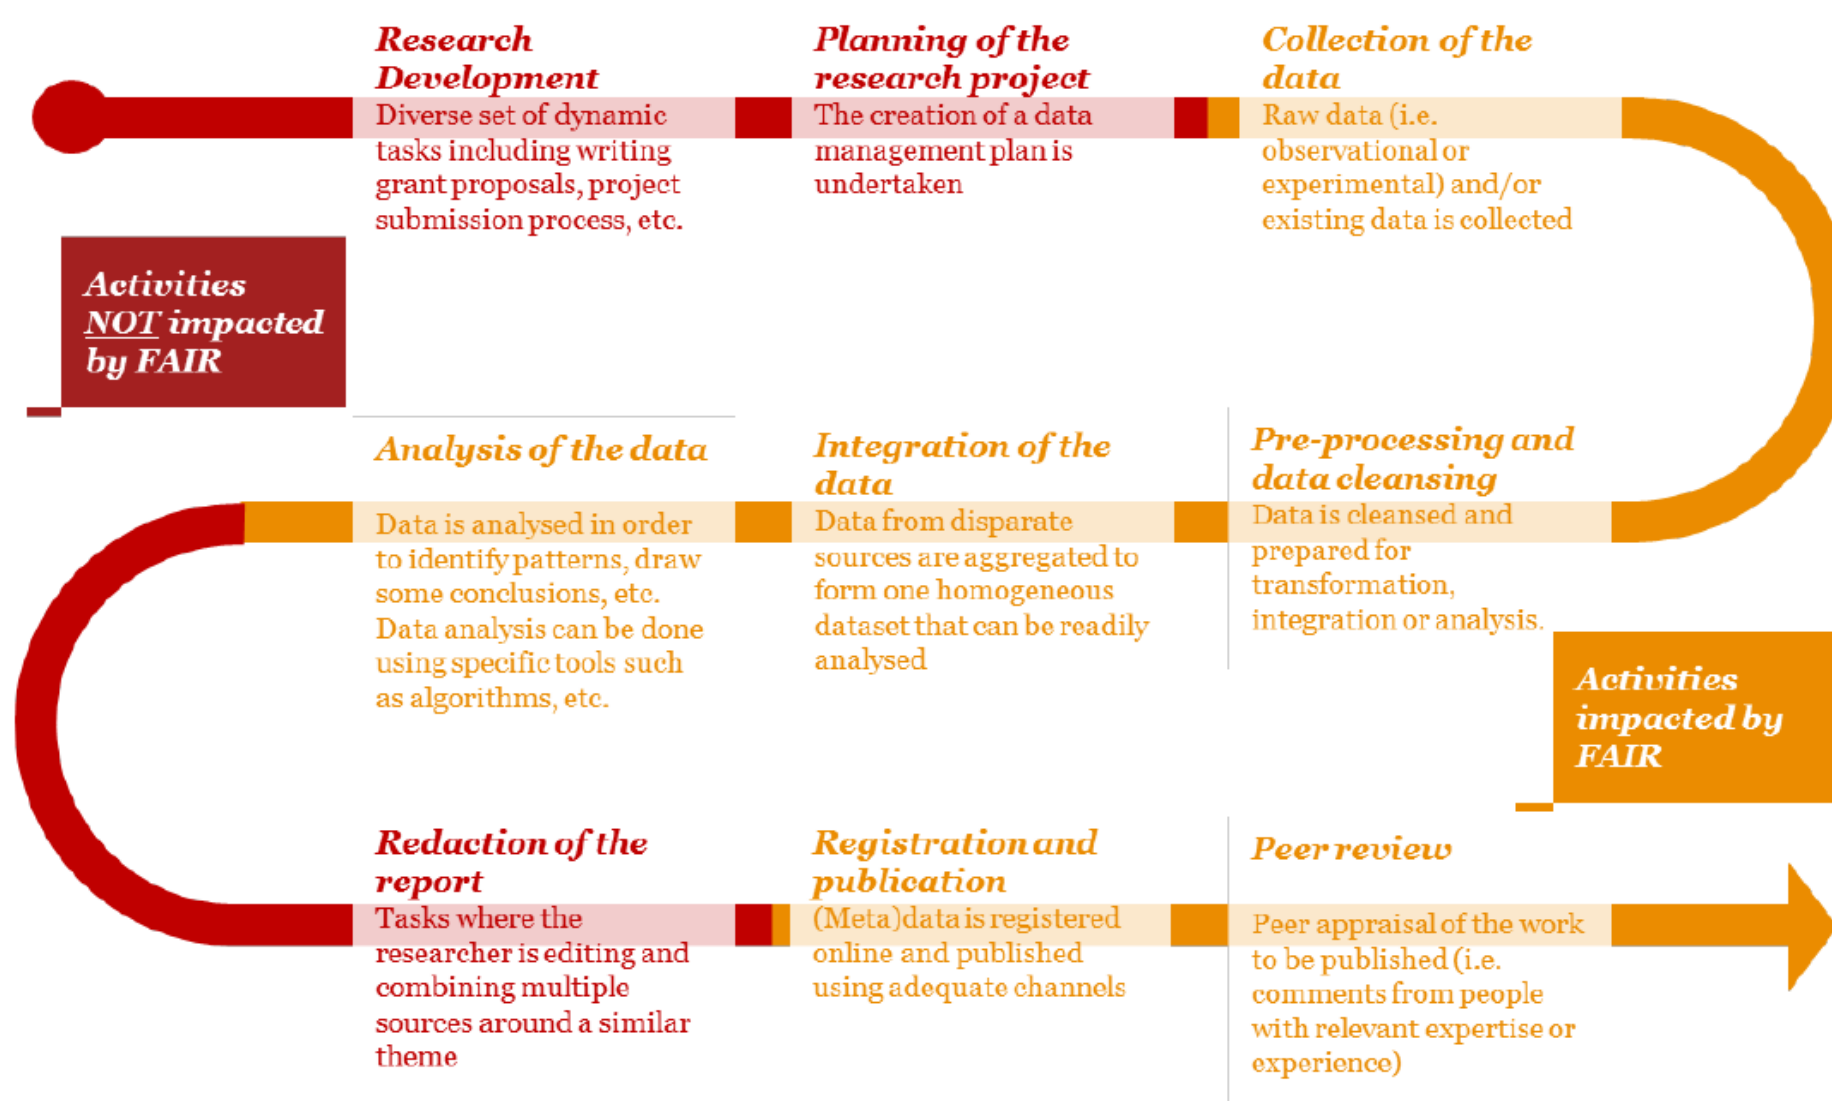 Research
Development
Diverse set of dynamic
tasks including writing
grant proposals, project
submission process, etc.
Planning of the
research project
The creation of a data
management plan is
undertaken
Collection of the
data
Raw data (i.e.
observational or
experimental) and/or
existing data is collected
Activities
NOT impacted
by FAIR
Pre-processing and
data cleansing
Data is cleansed and
prepared for
transformation,
integration or analysis.
Integration of the
data
Data from disparate
sources are aggregated to
form one homogeneous
dataset that can be readily
analysed
Analysis of the data
Data is analysed in order
to identify patterns, draw
some conclusions, etc.
Data analysis can be done
using specific tools such
as algorithms, etc.
Activities
impacted by
FAIR
Redaction of the
report
Tasks where the
researcher is editing and
combining multiple
sources around a similar
theme
Registration and
publication
(Meta)data is registered
online and published
using adequate channels
Peer review
Peer appraisal of the work
to be published (i.e.
comments from people
with relevant expertise or
experience)